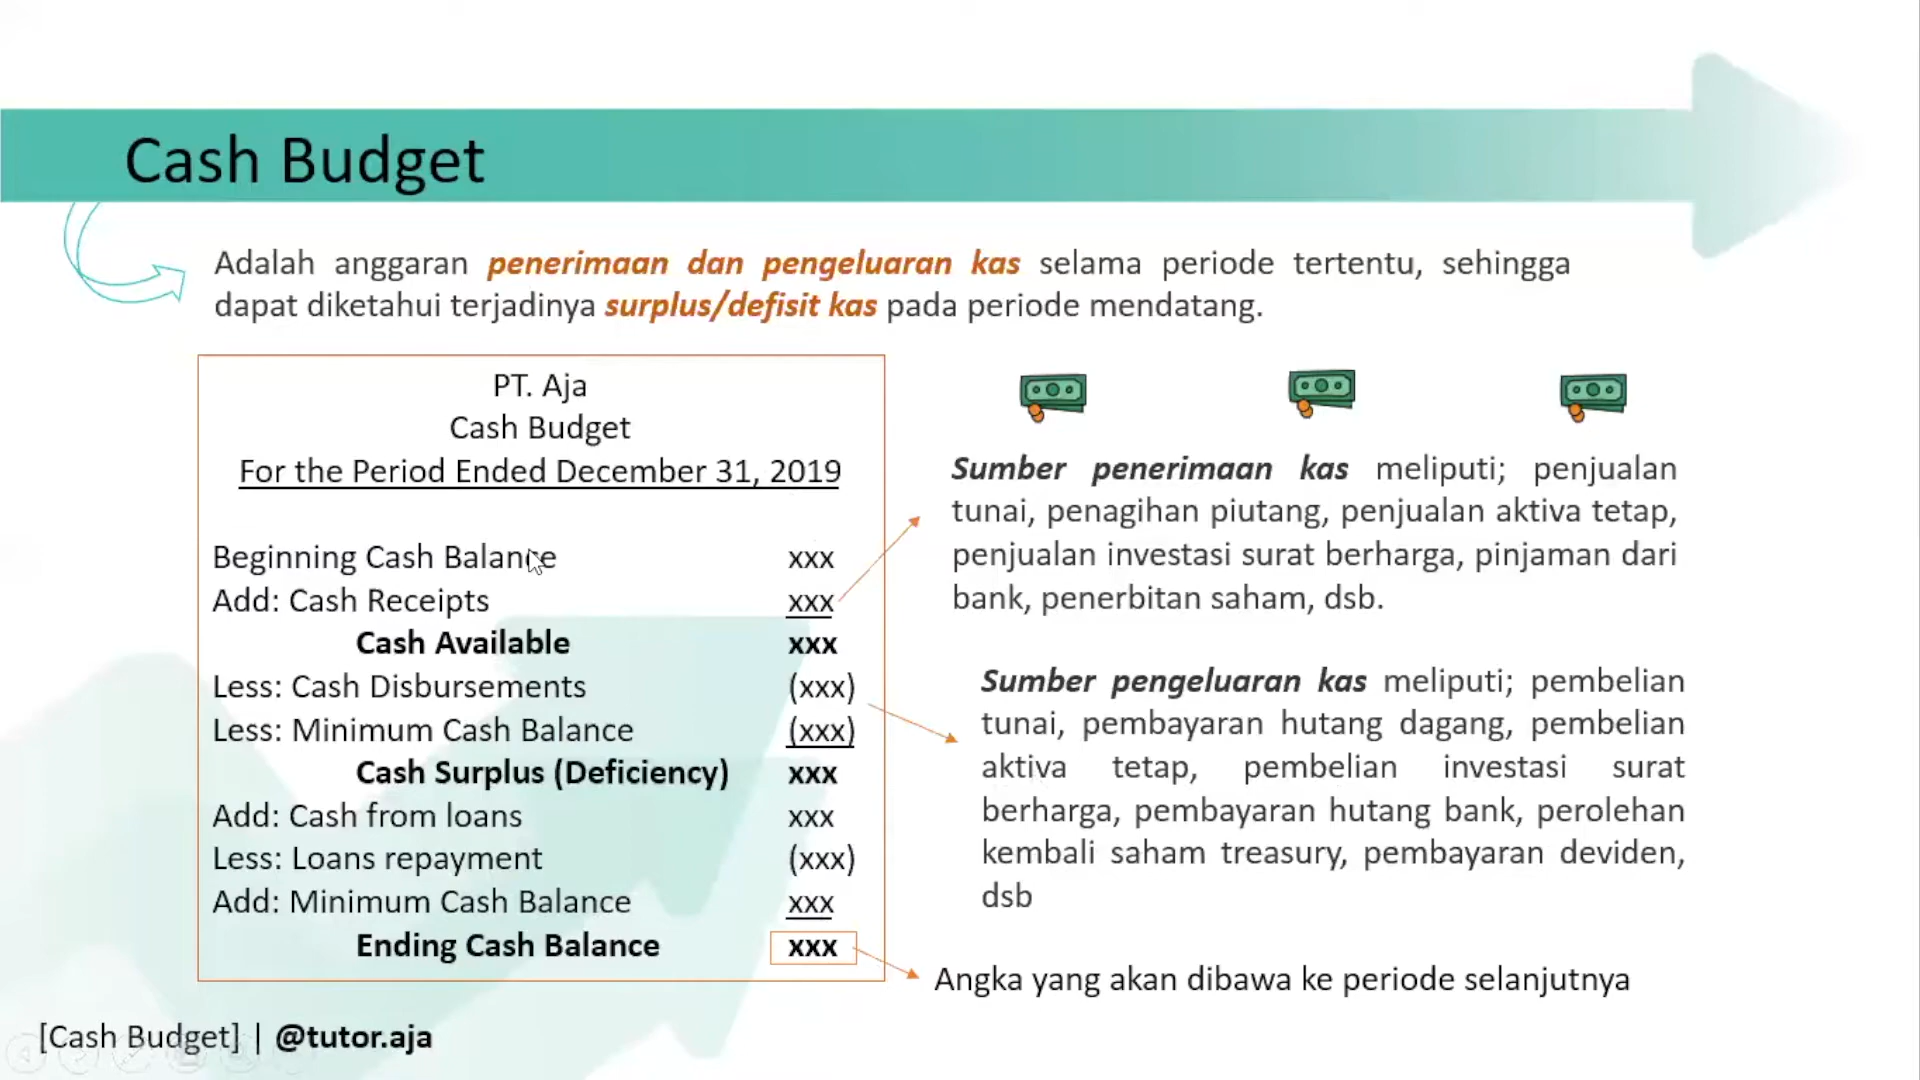 Cash Budget
Adalah anggaran penerimaan dan pengeluaran kas selama periode tertentu, sehingga
dapat diketahui terjadinya surplus/defisit kas pada periode mendatang.
PT. Aja
Cash Budget
For the Period Ended December 31, 2019
Beginning Cash Balance xxx
Add: Cash Receipts xxx
Cash Available xxx
Less: Cash Disbursements (xxx)
Less: Minimum Cash Balance (xxx)
Cash Surplus (Deficiency) xxx
Add: Cash from loans xxx
Less: Loans repayment (xxx)
Add: Minimum Cash Balance xxx
Ending Cash Balance xxx
Sumber penerimaan kas meliputi; penjualan
tunai, penagihan piutang, penjualan aktiva tetap,
penjualan investasi surat berharga, pinjaman dari
bank, penerbitan saham, dsb.
Sumber pengeluaran kas meliputi; pembelian
tunai, pembayaran hutang dagang, pembelian
aktiva tetap, pembelian investasi surat
berharga, pembayaran hutang bank, perolehan
kembali saham treasury, pembayaran deviden,
dsb
Angka yang akan dibawa ke periode selanjutnya
[Cash Budget] | @tutor.aja